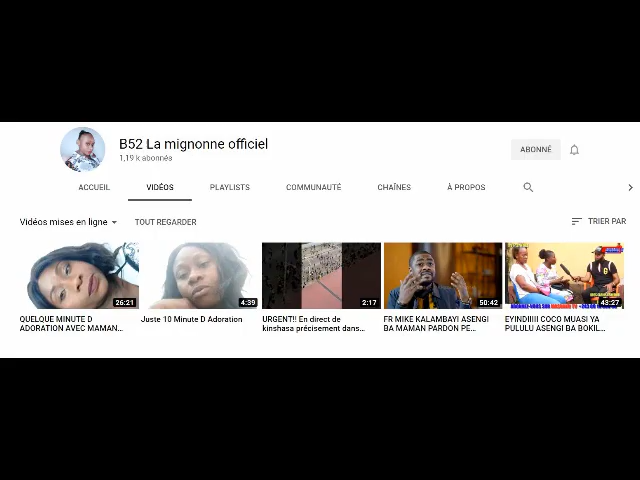 B52 La mignonne officiel
1,19 k abonnés
ABONNÉ
ACCUEIL VIDÉOS PLAYLISTS COMMUNAUTÉ CHAÎNES À PROPOS
Vidéos mises en ligne TOUT REGARDER TRIER PAR
26:21 4:39 2:17 50:42 43:27
QUELQUE MINUTE D
ADORATION AVEC MAMAN...
Juste 10 Minute D Adoration
URGENT!! En direct de
kinshasa précisement dans...
FR MIKE KALAMBAYI ASENGI
BA MAMAN PARDON PE...
EYINDIIIII COCO MUASI YA
PULULU ASENGI BA BOKIL...